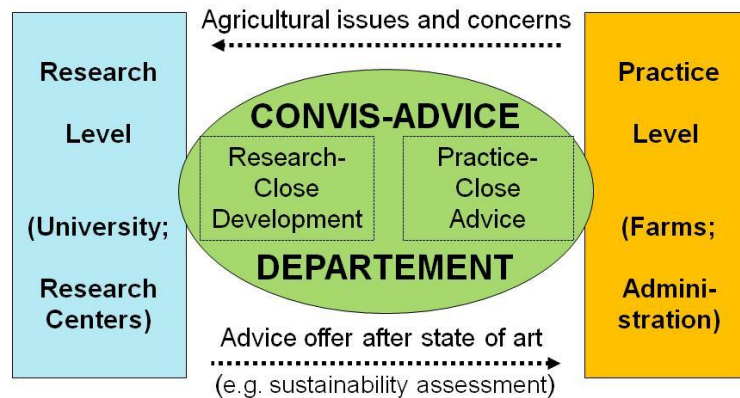 Agricultural issues and concerns
Research
Level
(University;
Research
Centers)
CONVIS-ADVICE
Research-
Close
Development
Practice-
Close
Advice
DEPARTEMENT
Practice
Level
(Farms;
Admini-
stration)
Advice offer after state of art
(e.g. sustainability assessment)